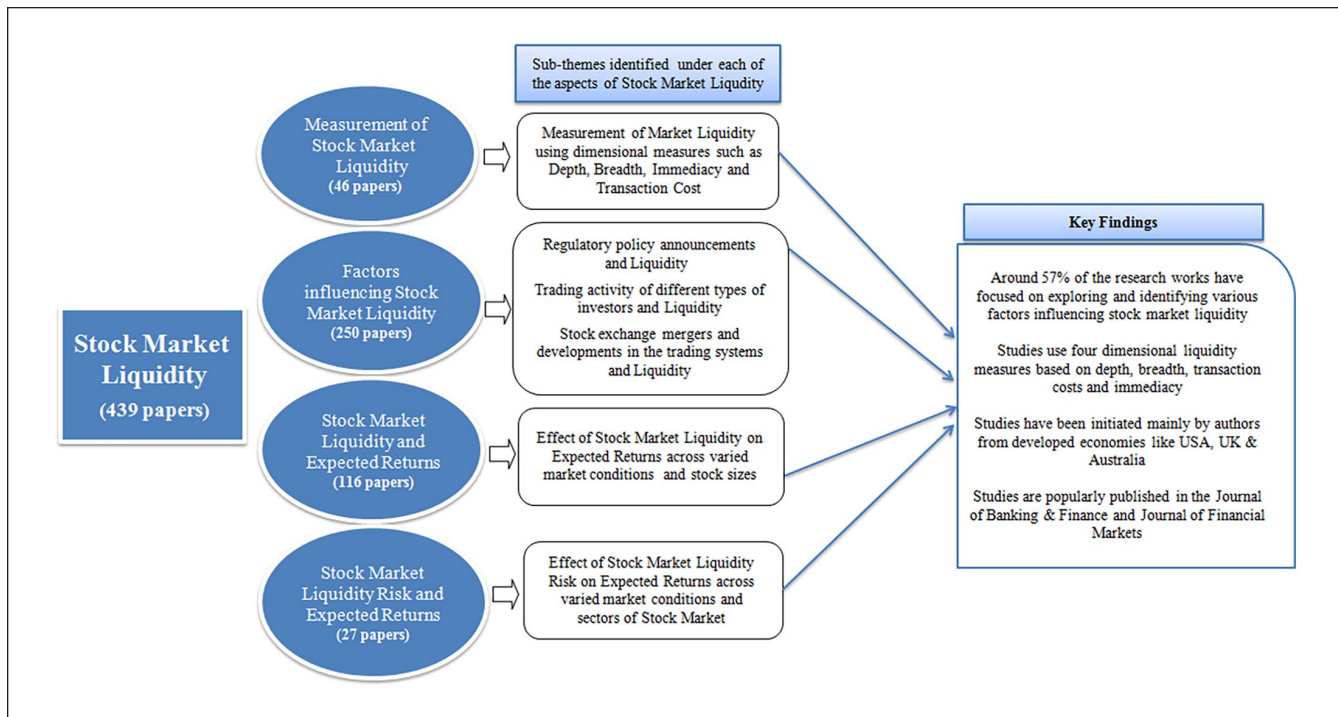 Sub-themes identified under each of
the aspects of Stock Market Liqudity
Measurement of
Stock Market
Liquidity
(46 papers)
Measurement of Market Liquidity
using dimensional measures such as
Depth, Breadth, Immediacy and
Transaction Cost
Factors
influencing Stock
Market Liquidity
(250 papers)
Regulatory policy announcements
and Liquidity
Trading activity of different types of
investors and Liquidity
Stock exchange mergers and
developments in the trading systems
and Liquidity
Stock Market
Liquidity
(439 papers)
Stock Market
Liquidity and
Expected Returns
(116 papers)
Effect of Stock Market Liquidity on
Expected Returns across varied
market conditions and stock sizes
Stock Market
Liquidity Risk and
Expected Returns
(27 papers)
Effect of Stock Market Liquidity
Risk on Expected Returns across
varied market conditions and
sectors of Stock Market
Key Findings
Around 57% of the research works have
focused on exploring and identifying various
factors influencing stock market liquidity
Studies use four dimensional liquidity
measures based on depth, breadth, transaction
costs and immediacy
Studies have been initiated mainly by authors
from developed economies like USA, UK &
Australia
Studies are popularly published in the Journal
of Banking & Finance and Journal of Financial
Markets